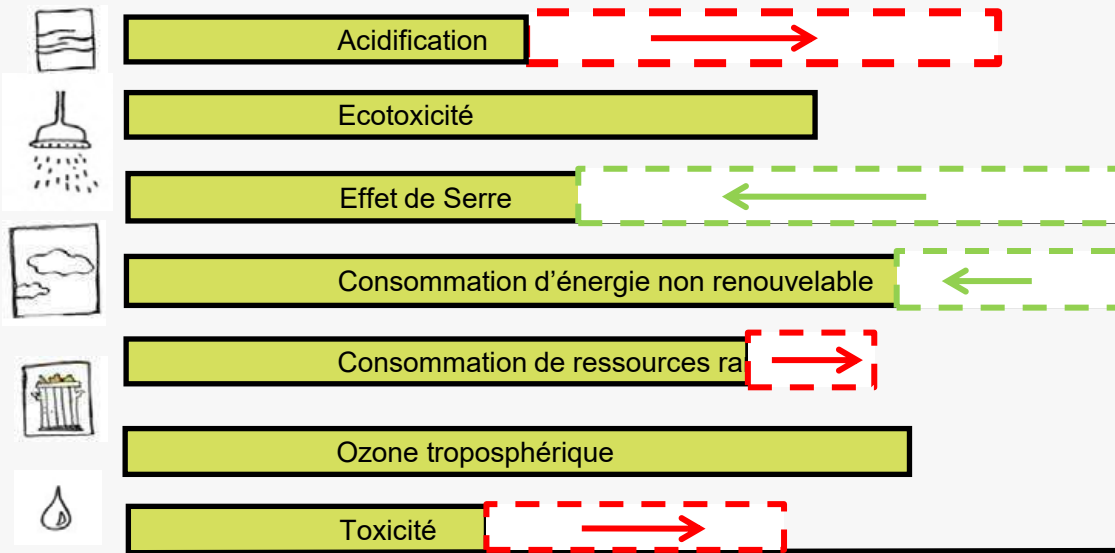 Acidification
Ecotoxicité
Effet de Serre
Consommation d'énergie non renouvelable
Consommation de ressources ra
Ozone troposphérique
Toxicité